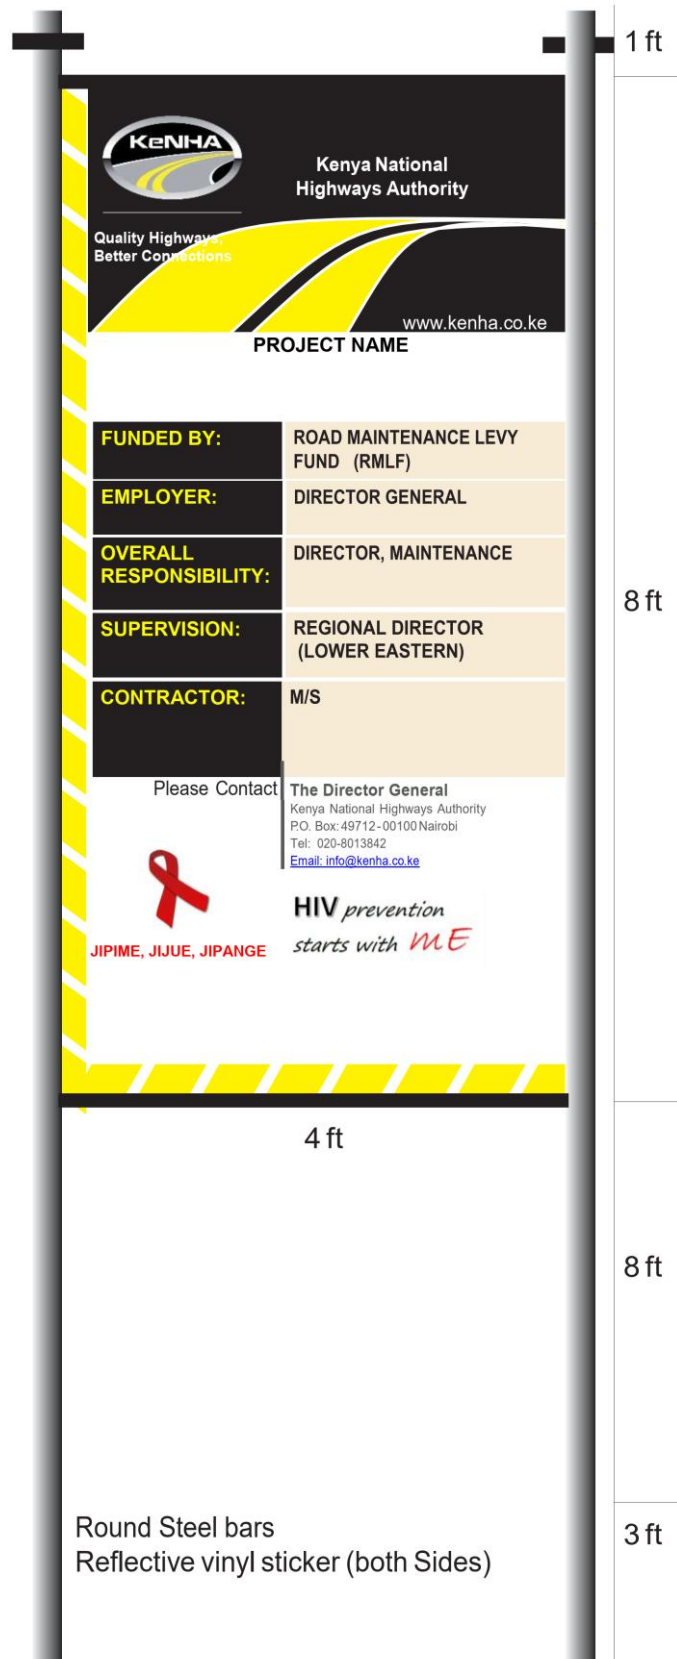 1 ft
KeNHA
Kenya National
Highways Authority
Quality Highways,
Better Connections
www.kenha.co.ke
PROJECT NAME
FUNDED BY:
ROAD MAINTENANCE LEVY
FUND (RMLF)
EMPLOYER:
DIRECTOR GENERAL
OVERALL
RESPONSIBILITY:
DIRECTOR, MAINTENANCE
8 ft
SUPERVISION:
REGIONAL DIRECTOR
(LOWER EASTERN)
CONTRACTOR:
M/S
Please Contact
The Director General
Kenya National Highways Authority
P.O. Box: 49712-00100 Nairobi
Tel: 020-8013842
Email: info@kenha.co.ke
JIPIME, JIJUE, JIPANGE
HIV prevention
starts with ME
4 ft
8 ft
Round Steel bars
Reflective vinyl sticker (both Sides)
3 ft